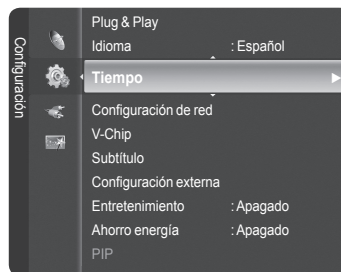 Configuración
Plug & Play
Idioma : Español
Tiempo
Configuración de red
V-Chip
Subtítulo
Configuración externa
Entretenimiento : Apagado
Ahorro energía : Apagado
PIP